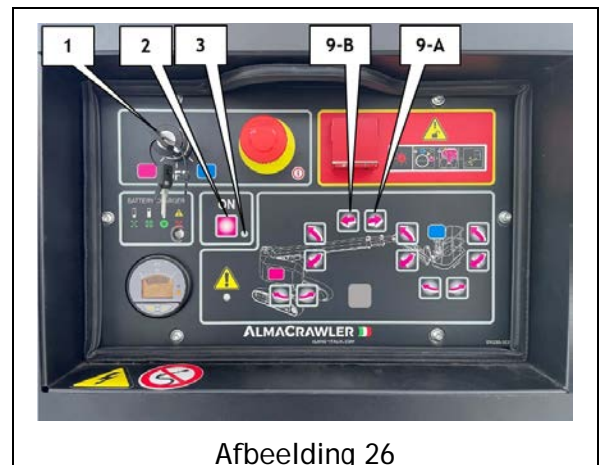 1
2
3
9-B
9-A
BATTERY CHARGER
ON
ALMACRAWLER
Afbeelding 26